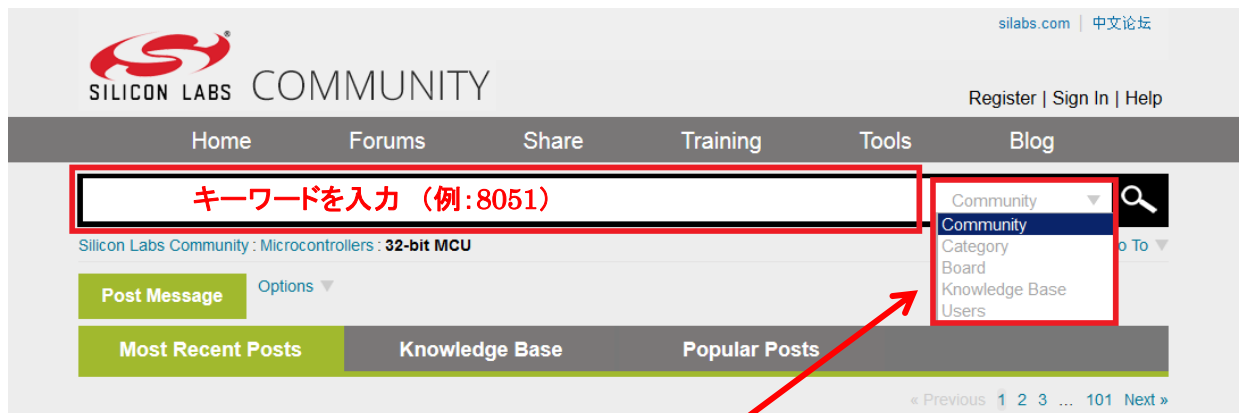 silabs.com | 中文论坛
SILICON LABS COMMUNITY
Register | Sign In | Help
Home Forums Share Training Tools Blog
キーワードを入力 (例:8051)
Community
Community
Category
Board
Knowledge Base
Users
Silicon Labs Community : Microcontrollers : 32-bit MCU
o To
Post Message Options
Most Recent Posts Knowledge Base Popular Posts
« Previous 1 2 3 ... 101 Next »